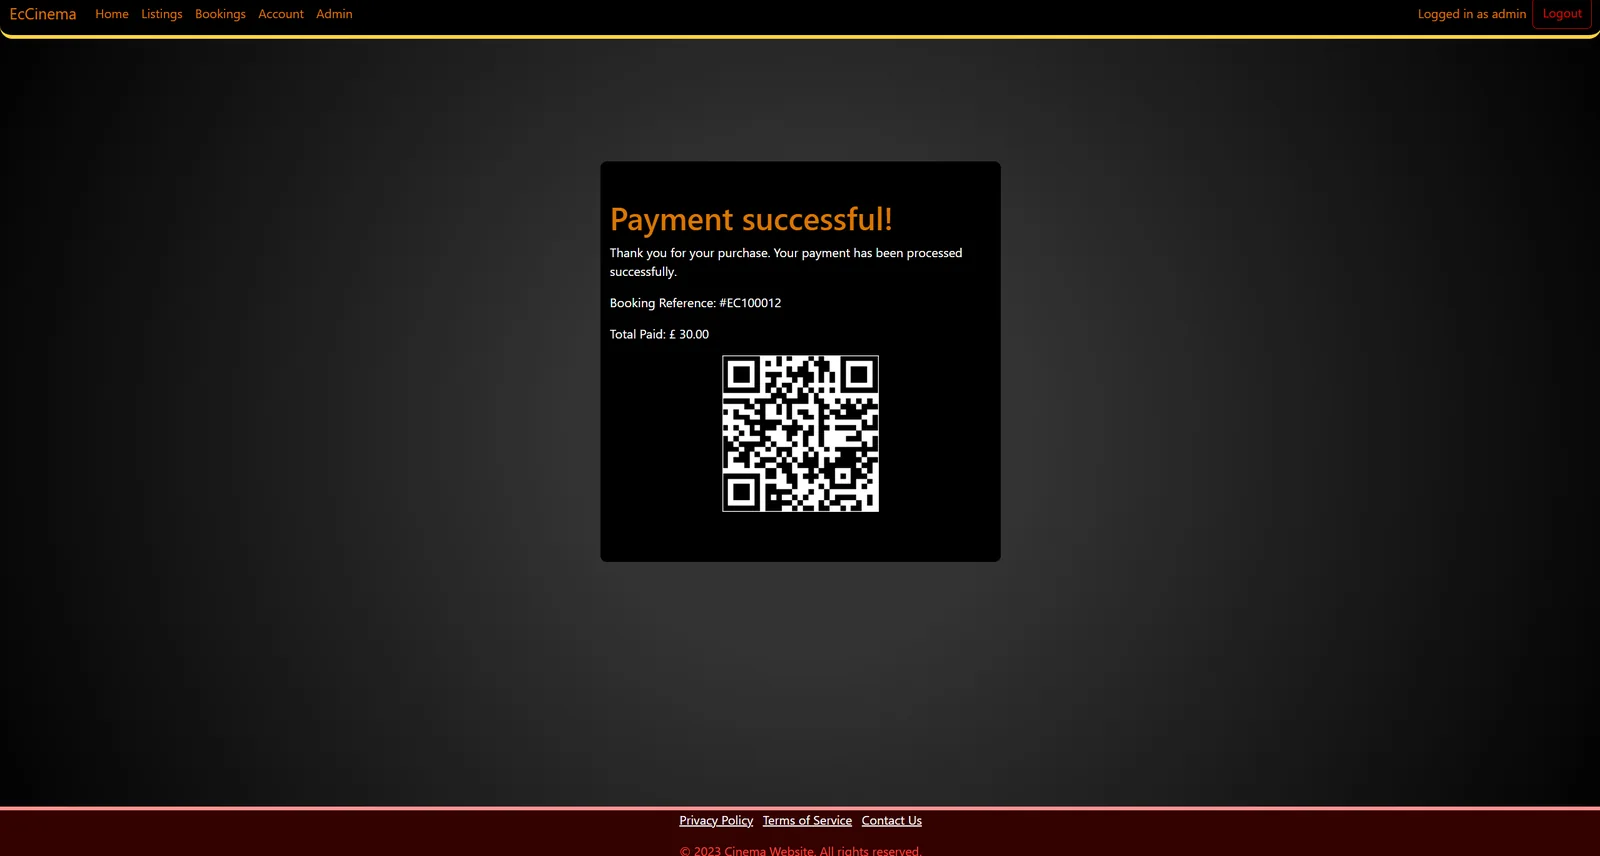 EcCinema Home Listings Bookings Account Admin Logged in as admin Logout
Payment successful!
Thank you for your purchase. Your payment has been processed
successfully.
Booking Reference: #EC100012
Total Paid: £ 30.00
Privacy Policy Terms of Service Contact Us
© 2023 Cinema Website. All rights reserved.